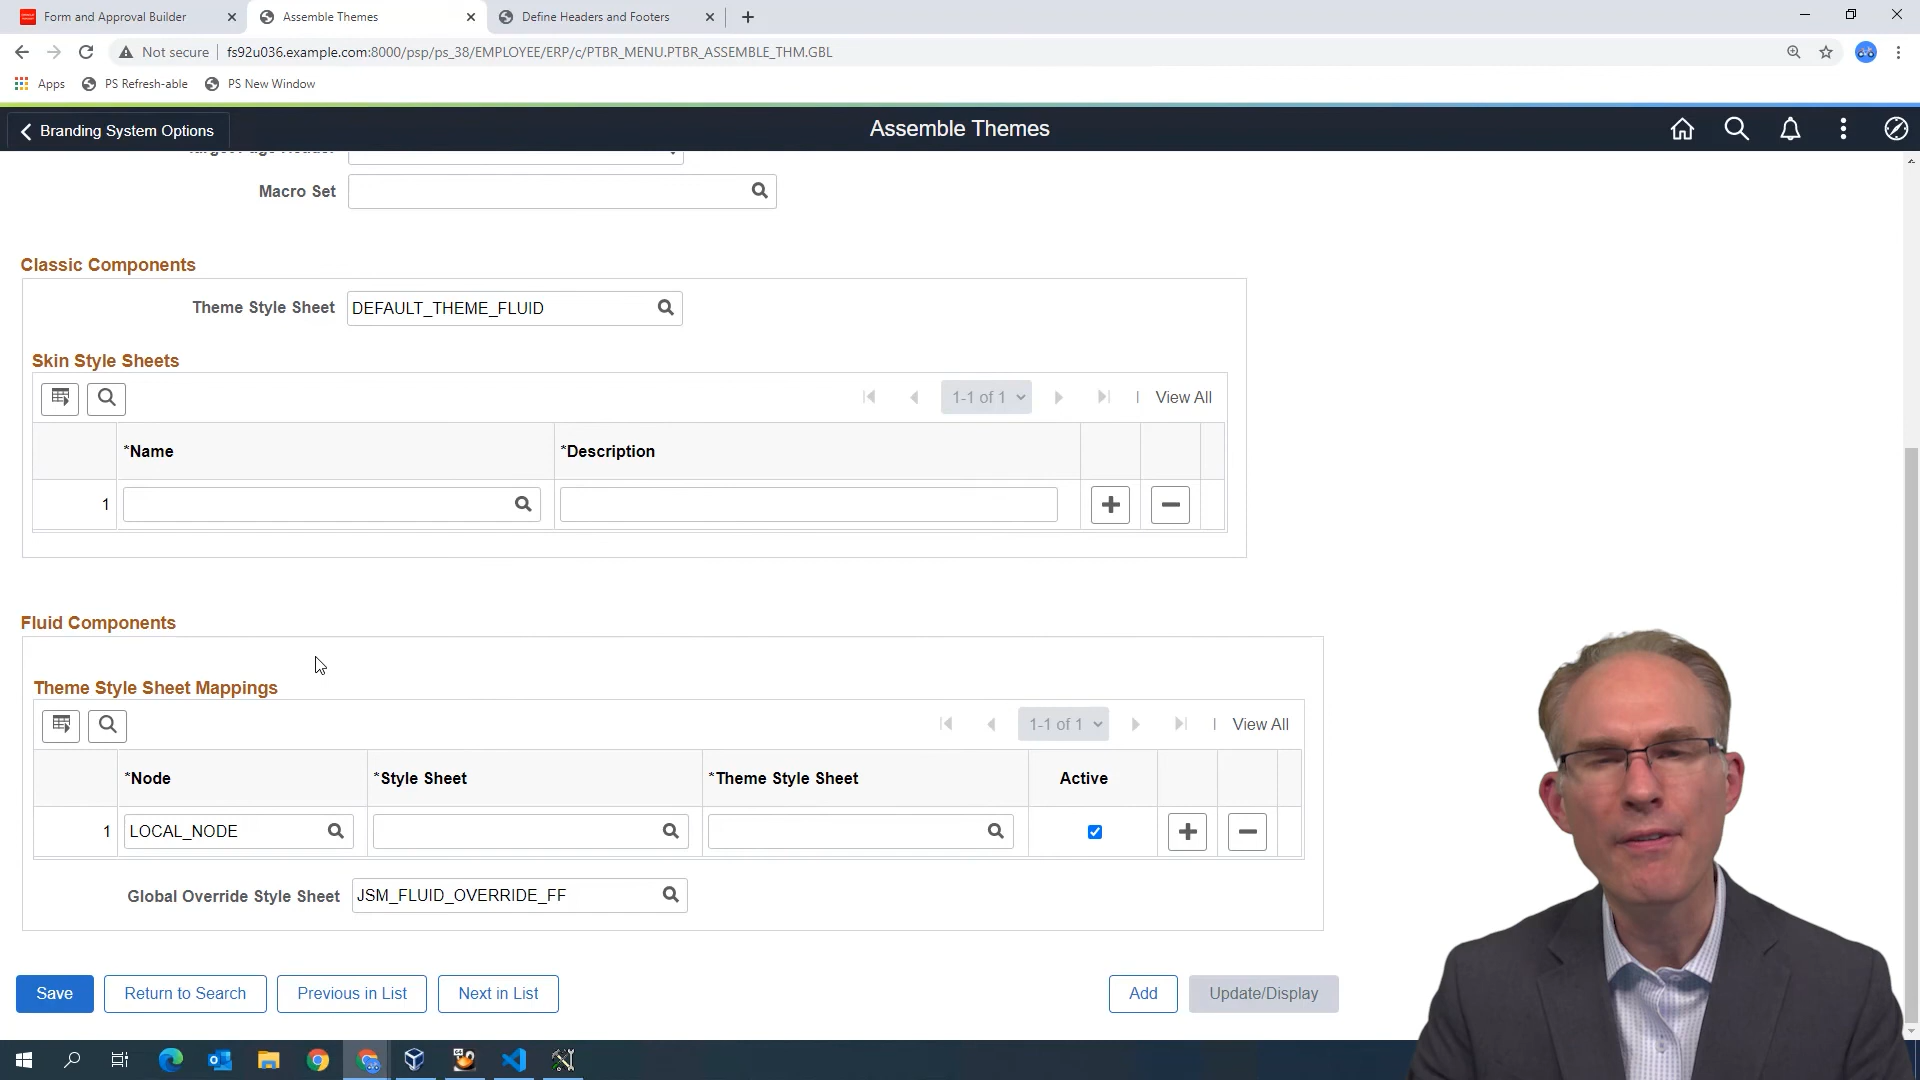 Form and Approval Builder
Assemble Themes
Define Headers and Footers
Not secure
fs92u036.example.com:8000/psp/ps_38/EMPLOYEE/ERP/c/PTBR_MENU.PTBR_ASSEMBLE_THM.GBL
Apps
PS Refresh-able
PS New Window
Branding System Options
Assemble Themes
Macro Set
Classic Components
Theme Style Sheet
DEFAULT_THEME_FLUID
Skin Style Sheets
1-1 of 1
View All
*Name
*Description
1
Fluid Components
Theme Style Sheet Mappings
1-1 of 1
View All
*Node
*Style Sheet
*Theme Style Sheet
Active
1
LOCAL_NODE
Global Override Style Sheet
JSM_FLUID_OVERRIDE_FF
Save
Return to Search
Previous in List
Next in List
Add
Update/Display